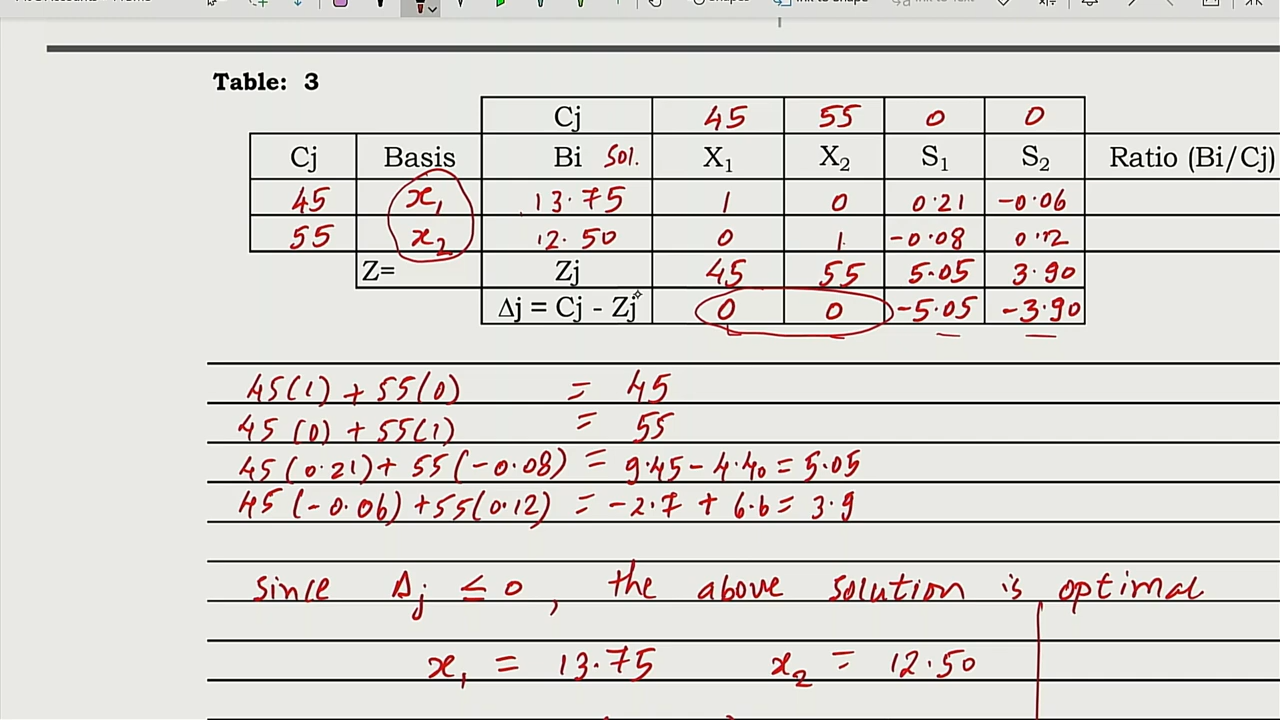 Table: 3
Cj 45 55 0 0
Cj Basis Bi Sol. X1 X2 S1 S2 Ratio (Bi/Cj)
45 x1 13.75 1 0 0.21 -0.06
55 x2 12.50 0 1 -0.08 0.12
Z= Zj 45 55 5.05 3.90
Δj = Cj - Zj 0 0 -5.05 -3.90
45(1) + 55(0) = 45
45 (0) + 55(1) = 55
45(0.21) + 55(-0.08) = 9.45 - 4.40 = 5.05
45 (-0.06) + 55(0.12) = -2.7 + 6.6 = 3.9
since Δj ≤ 0, the above solution is optimal
x1 = 13.75 x2 = 12.50